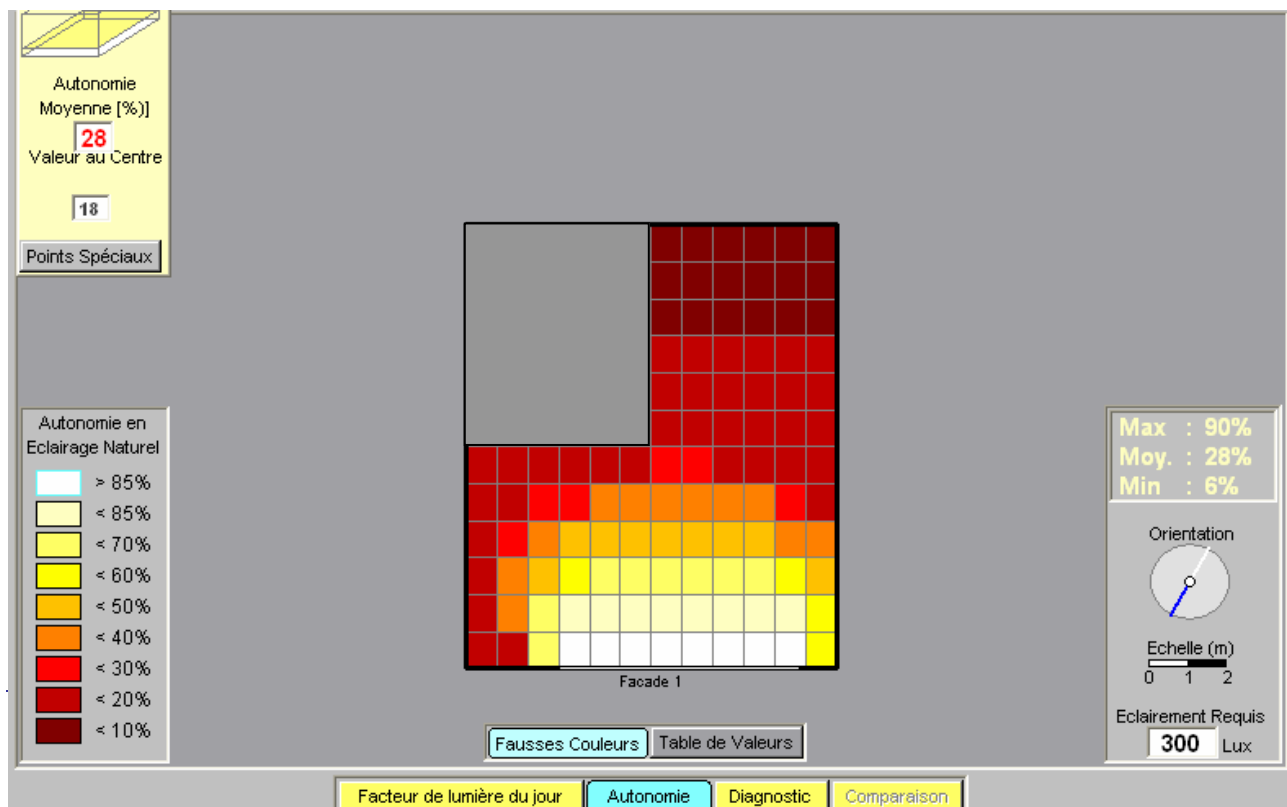 Autonomie
Moyenne [%)]
28
Valeur au Centre
18
Points Spéciaux
Autonomie en
Eclairage Naturel
> 85%
< 85%
< 70%
< 60%
< 50%
< 40%
< 30%
< 20%
< 10%
Facade 1
Fausses Couleurs
Table de Valeurs
Max : 90%
Moy. : 28%
Min : 6%
Orientation
Echelle (m)
0 1 2
Eclairement Requis
300 Lux
Facteur de lumière du jour
Autonomie
Diagnostic
Comparaison